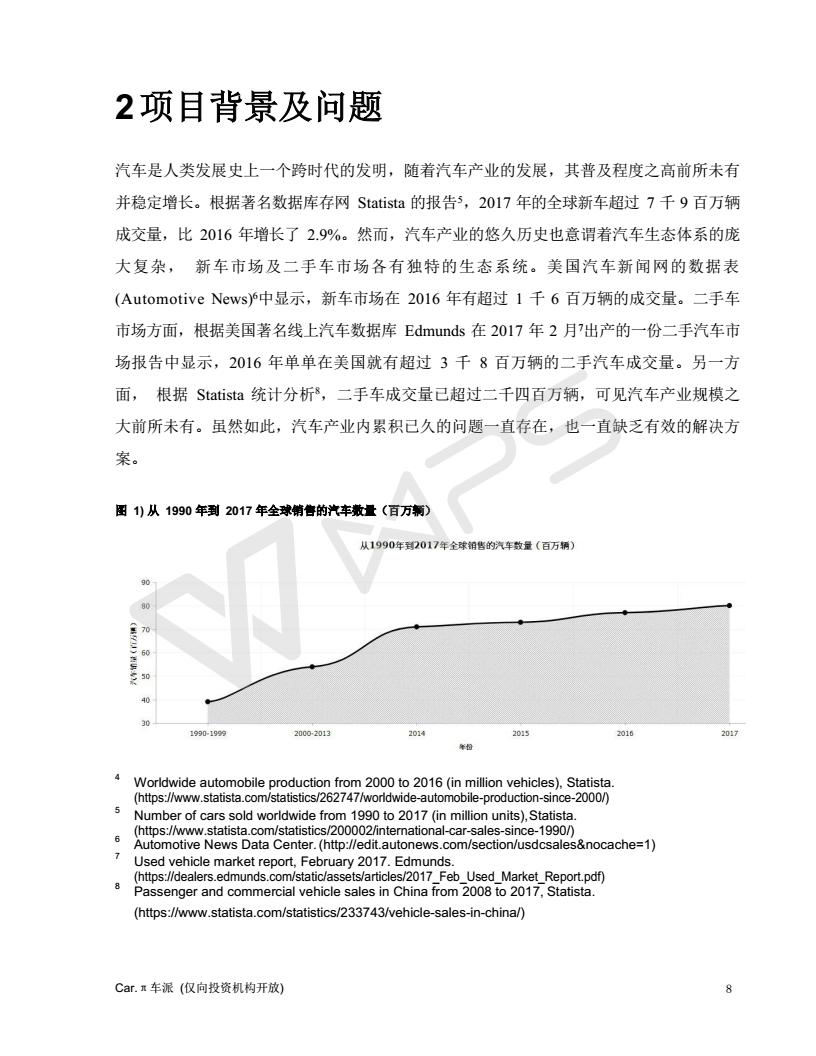 2项目背景及问题
汽车是人类发展史上一个跨时代的发明，随着汽车产业的发展，其普及程度之高前所未有
并稳定增长。根据著名数据库存网 Statista 的报告5，2017 年的全球新车超过 7 千 9 百万辆
成交量，比 2016 年增长了 2.9%。然而，汽车产业的悠久历史也意谓着汽车生态体系的庞
大复杂， 新车市场及二手车市场各有独特的生态系统。美国汽车新闻网的数据表
(Automotive News)6中显示，新车市场在 2016 年有超过 1 千 6 百万辆的成交量。二手车
市场方面，根据美国著名线上汽车数据库 Edmunds 在 2017 年 2 月7出产的一份二手汽车市
场报告中显示，2016 年单单在美国就有超过 3 千 8 百万辆的二手汽车成交量。另一方
面， 根据 Statista 统计分析8，二手车成交量已超过二千四百万辆，可见汽车产业规模之
大前所未有。虽然如此，汽车产业内累积已久的问题一直存在，也一直缺乏有效的解决方
案。
图 1) 从 1990 年到 2017 年全球销售的汽车数量（百万辆）
从1990年到2017年全球销售的汽车数量（百万辆）
90
80
70
60
50
40
30
汽车销量（百万辆）
1990-1999 2000-2013 2014 2015 2016 2017
年份
4 Worldwide automobile production from 2000 to 2016 (in million vehicles), Statista.
(https://www.statista.com/statistics/262747/worldwide-automobile-production-since-2000/)
5 Number of cars sold worldwide from 1990 to 2017 (in million units),Statista.
(https://www.statista.com/statistics/200002/international-car-sales-since-1990/)
6 Automotive News Data Center. (http://edit.autonews.com/section/usdcsales&nocache=1)
7 Used vehicle market report, February 2017. Edmunds.
(https://dealers.edmunds.com/static/assets/articles/2017_Feb_Used_Market_Report.pdf)
8 Passenger and commercial vehicle sales in China from 2008 to 2017, Statista.
(https://www.statista.com/statistics/233743/vehicle-sales-in-china/)
Car.π车派 (仅向投资机构开放) 8